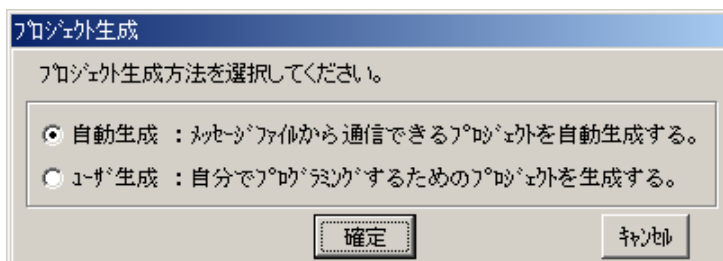 ﾌﾟﾛｼﾞｪｸﾄ生成
ﾌﾟﾛｼﾞｪｸﾄ生成方法を選択してください。
自動生成 ：ﾒｯｾｰｼﾞﾌｧｲﾙから通信できるﾌﾟﾛｼﾞｪｸﾄを自動生成する。
ﾕｰｻﾞ生成 ：自分でﾌﾟﾛｸﾞﾗﾐﾝｸﾞするためのﾌﾟﾛｼﾞｪｸﾄを生成する。
確定 ｷｬﾝｾﾙ